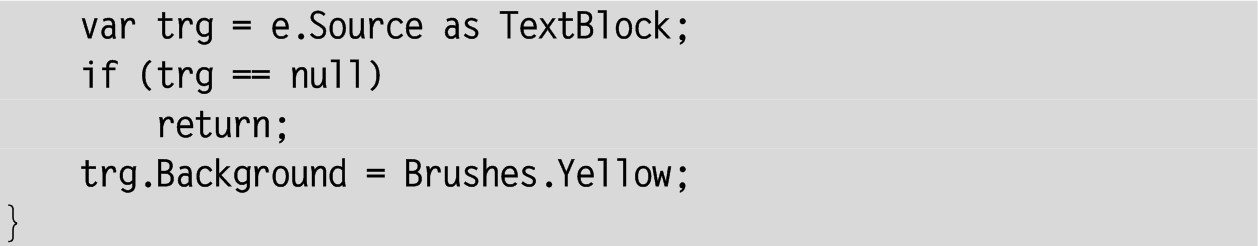 var trg = e.Source as TextBlock;
    if (trg == null)
        return;
    trg.Background = Brushes.Yellow;
}